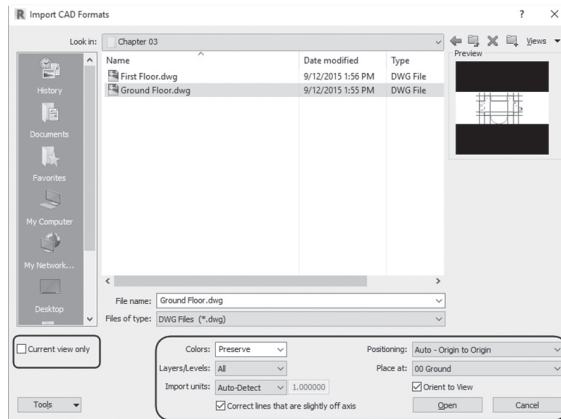 Import CAD Formats
Look in: Chapter 03 Views
Name Date modified Type Preview
First Floor.dwg 9/12/2015 1:56 PM DWG File
Ground Floor.dwg 9/12/2015 1:55 PM DWG File
History
Documents
Favorites
My Computer
My Network...
Desktop
File name: Ground Floor.dwg
Files of type: DWG Files (*.dwg)
Current view only
Colors: Preserve Positioning: Auto - Origin to Origin
Layers/Levels: All Place at: 00 Ground
Import units: Auto-Detect 1.000000 Orient to View
Correct lines that are slightly off axis
Tools Open Cancel